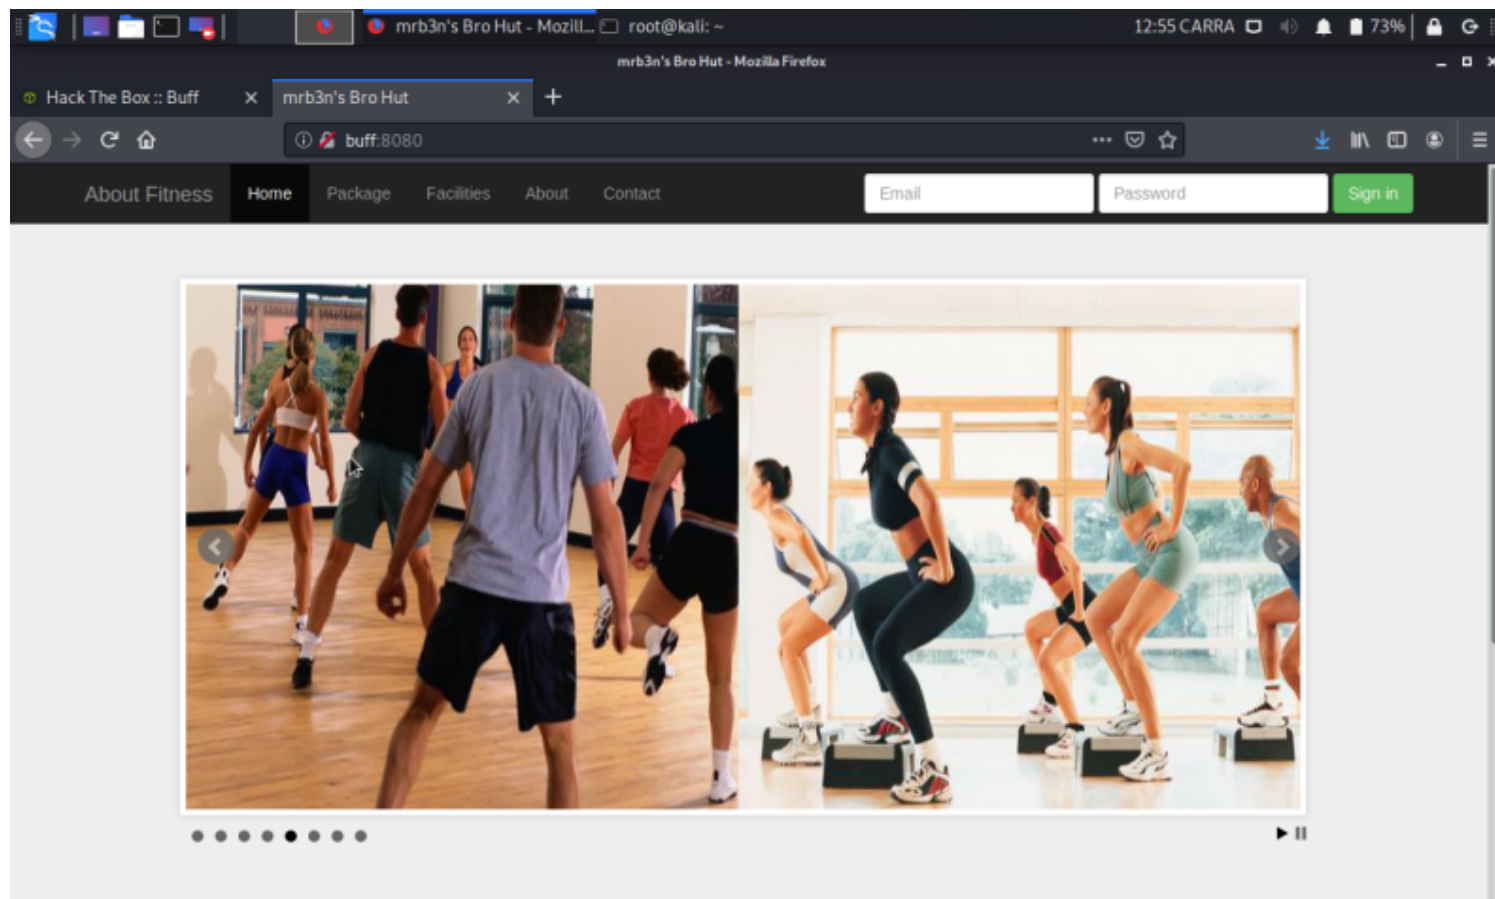 mrb3n's Bro Hut - Mozill... root@kali: ~ 12:55 CARRA 73%
mrb3n's Bro Hut - Mozilla Firefox
Hack The Box :: Buff mrb3n's Bro Hut
buff:8080
About Fitness Home Package Facilities About Contact Email Password Sign in